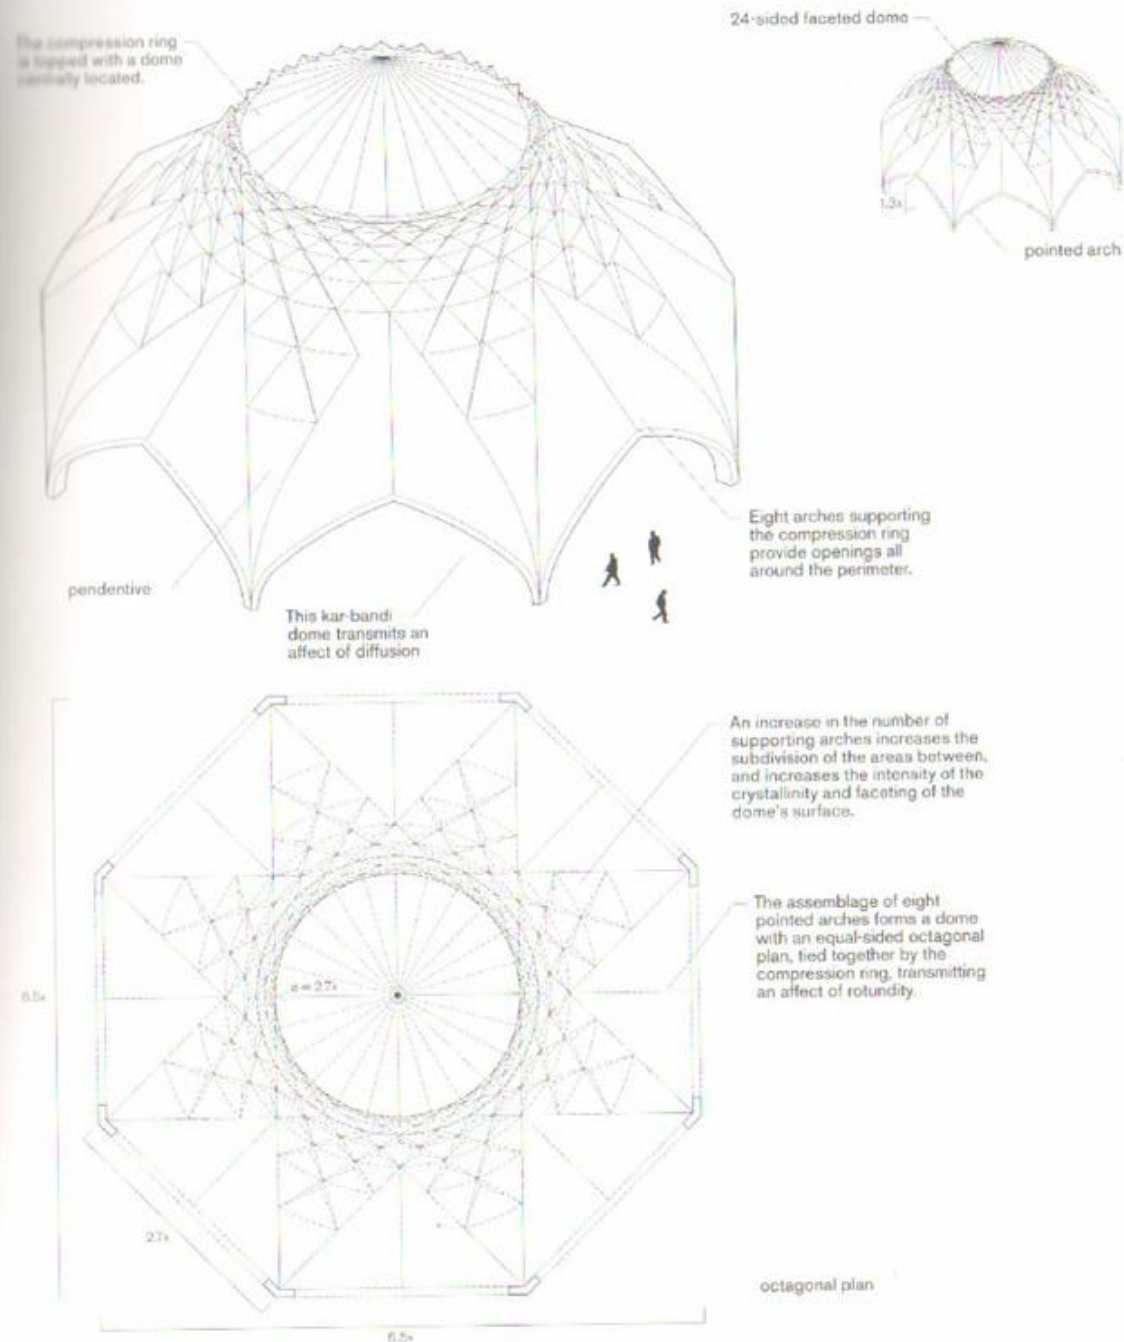 The compression ring
is topped with a dome
centrally located.
24-sided faceted dome
1.3x
pointed arch
Eight arches supporting
the compression ring
provide openings all
around the perimeter.
pendentive
This kar-bandi
dome transmits an
affect of diffusion
An increase in the number of
supporting arches increases the
subdivision of the areas between,
and increases the intensity of the
crystallinity and faceting of the
dome's surface.
The assemblage of eight
pointed arches forms a dome
with an equal-sided octagonal
plan, tied together by the
compression ring, transmitting
an affect of rotundity.
6.5x
= 2.7x
2.7x
octagonal plan
6.5x